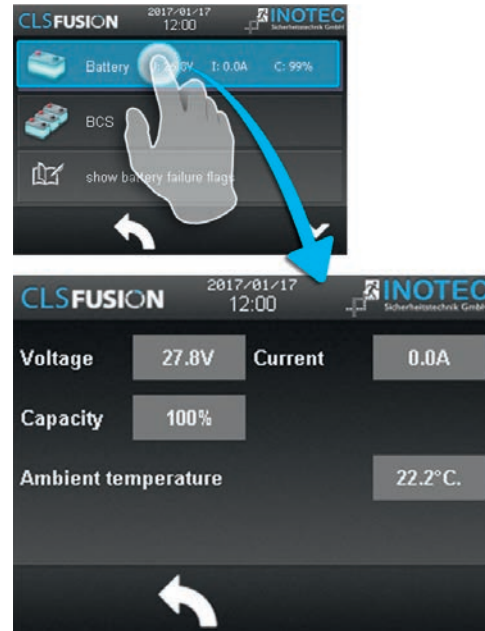 CLSFUSION
2017/01/17
12:00
INOTEC
Sicherheitstechnik GmbH
Battery I: 0.0A C: 99%
BCS
show battery failure flags
CLSFUSION
2017/01/17
12:00
INOTEC
Sicherheitstechnik GmbH
Voltage 27.8V Current 0.0A
Capacity 100%
Ambient temperature 22.2°C.